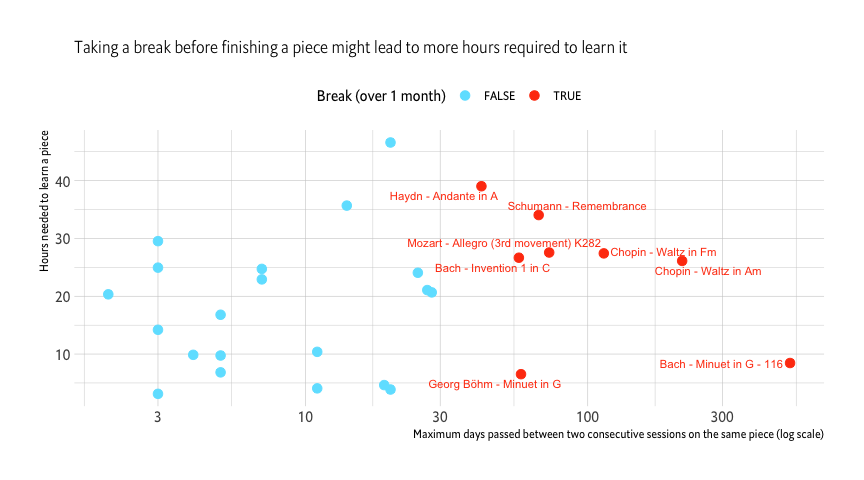 Taking a break before finishing a piece might lead to more hours required to learn it
Break (over 1 month) FALSE TRUE
Hours needed to learn a piece
40
30
20
10
Haydn - Andante in A
Schumann - Remembrance
Mozart - Allegro (3rd movement) K282
Chopin - Waltz in Fm
Bach - Invention 1 in C
Chopin - Waltz in Am
Bach - Minuet in G - 116
Georg Böhm - Minuet in G
3 10 30 100 300
Maximum days passed between two consecutive sessions on the same piece (log scale)